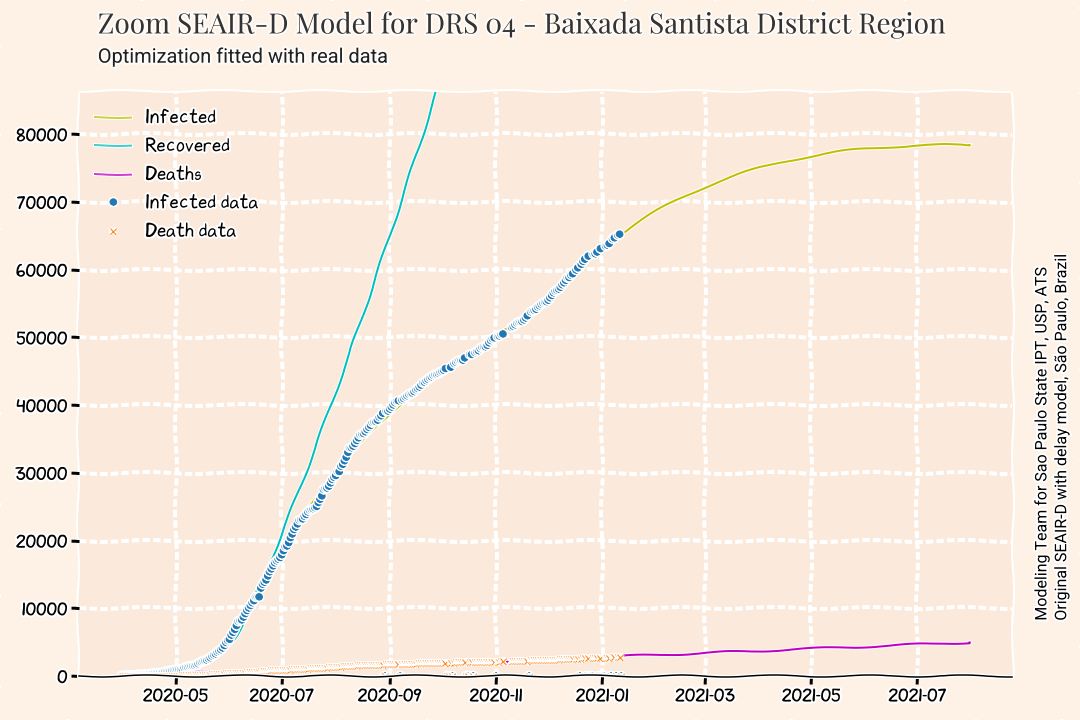 Zoom SEAIR-D Model for DRS 04 - Baixada Santista District Region
Optimization fitted with real data
Infected
Recovered
Deaths
Infected data
Death data
80000
70000
60000
50000
40000
30000
20000
10000
0
2020-05
2020-07
2020-09
2020-11
2021-01
2021-03
2021-05
2021-07
Modeling Team for Sao Paulo State IPT, USP, ATS
Original SEAIR-D with delay model, São Paulo, Brazil